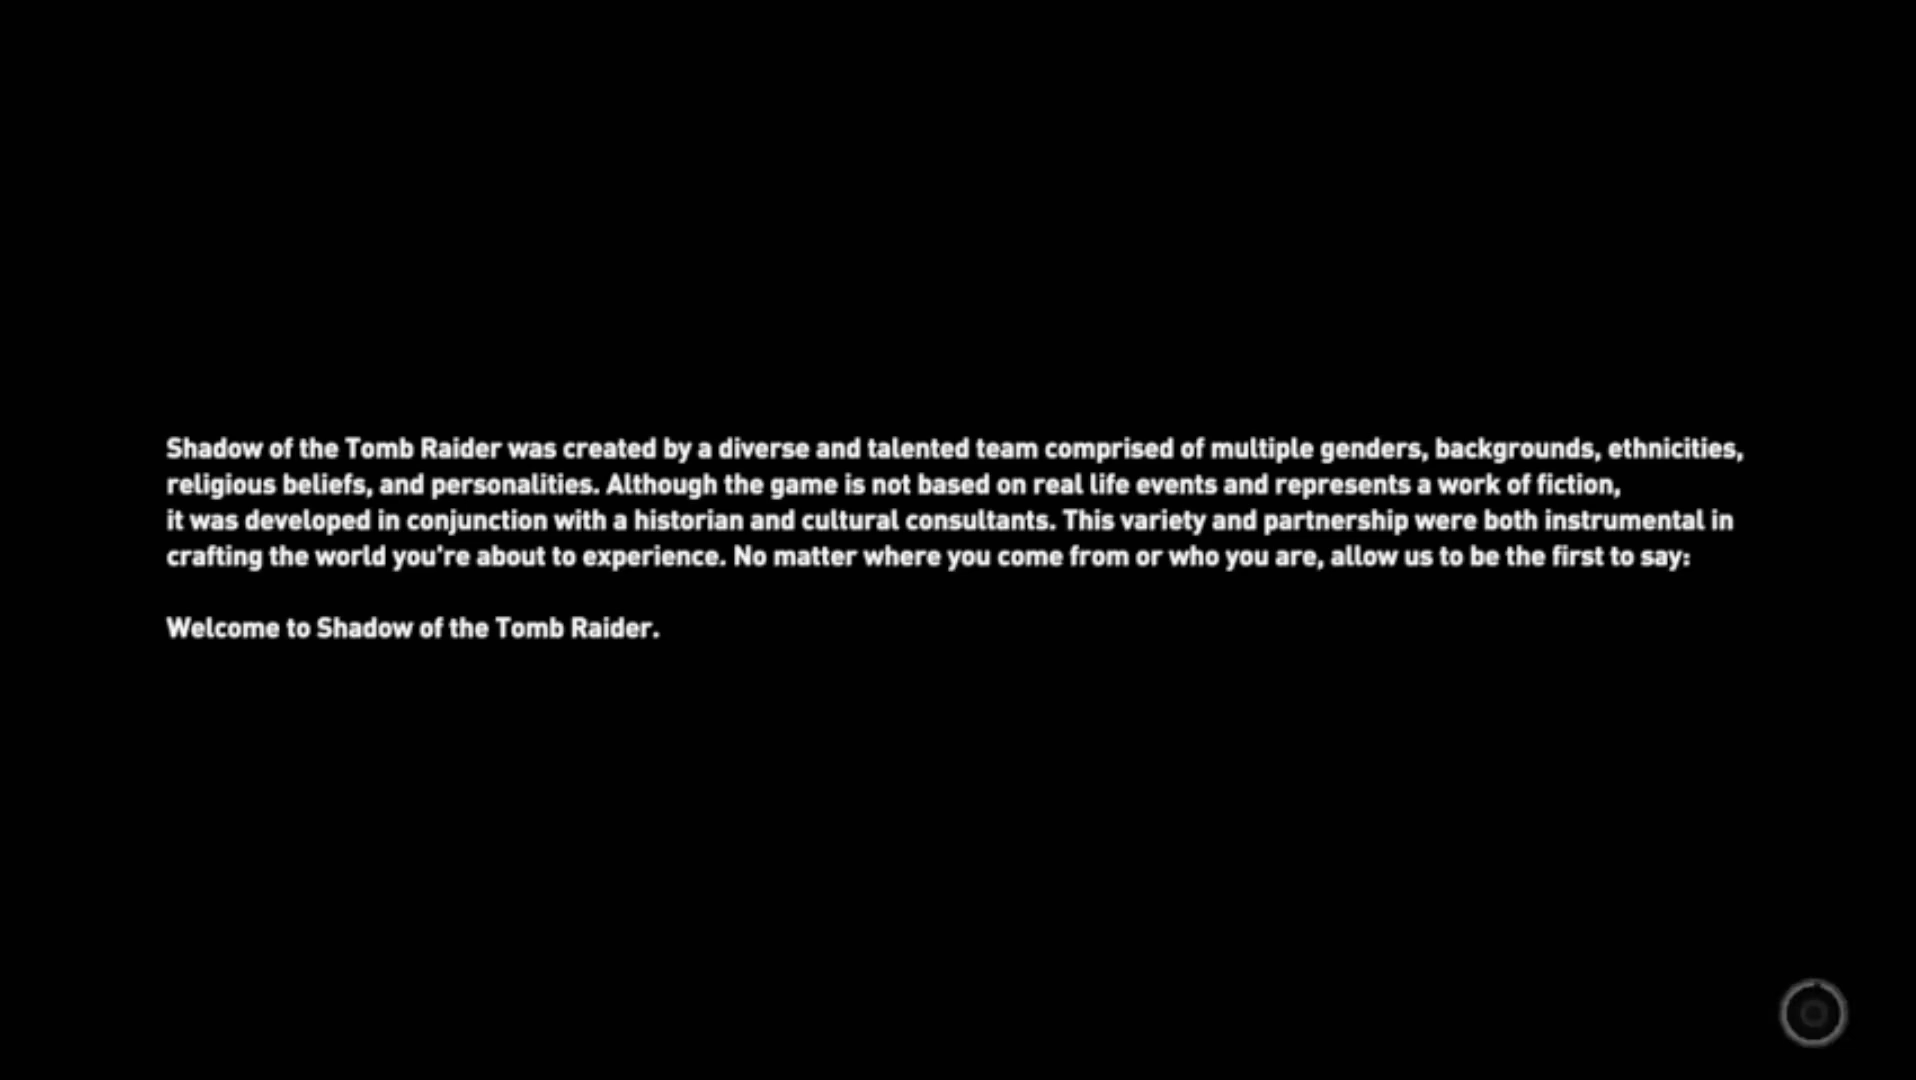 Shadow of the Tomb Raider was created by a diverse and talented team comprised of multiple genders, backgrounds, ethnicities,
religious beliefs, and personalities. Although the game is not based on real life events and represents a work of fiction,
it was developed in conjunction with a historian and cultural consultants. This variety and partnership were both instrumental in
crafting the world you're about to experience. No matter where you come from or who you are, allow us to be the first to say:
Welcome to Shadow of the Tomb Raider.